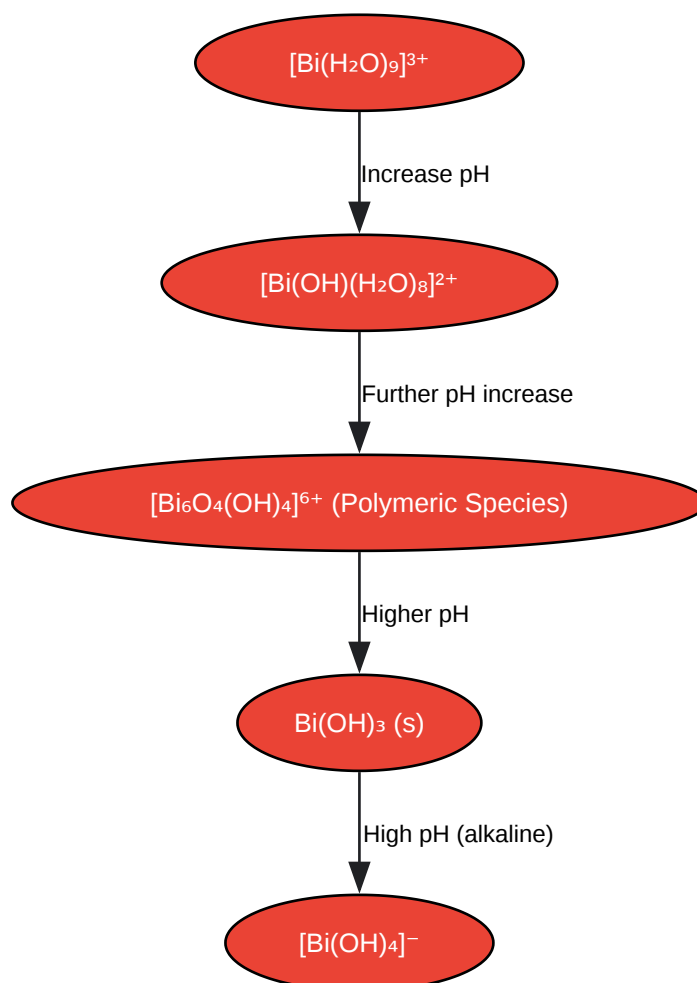 [Bi(H₂O)₉]³⁺
Increase pH
[Bi(OH)(H₂O)₈]²⁺
Further pH increase
[Bi₆O₄(OH)₄]⁶⁺ (Polymeric Species)
Higher pH
Bi(OH)₃ (s)
High pH (alkaline)
[Bi(OH)₄]⁻